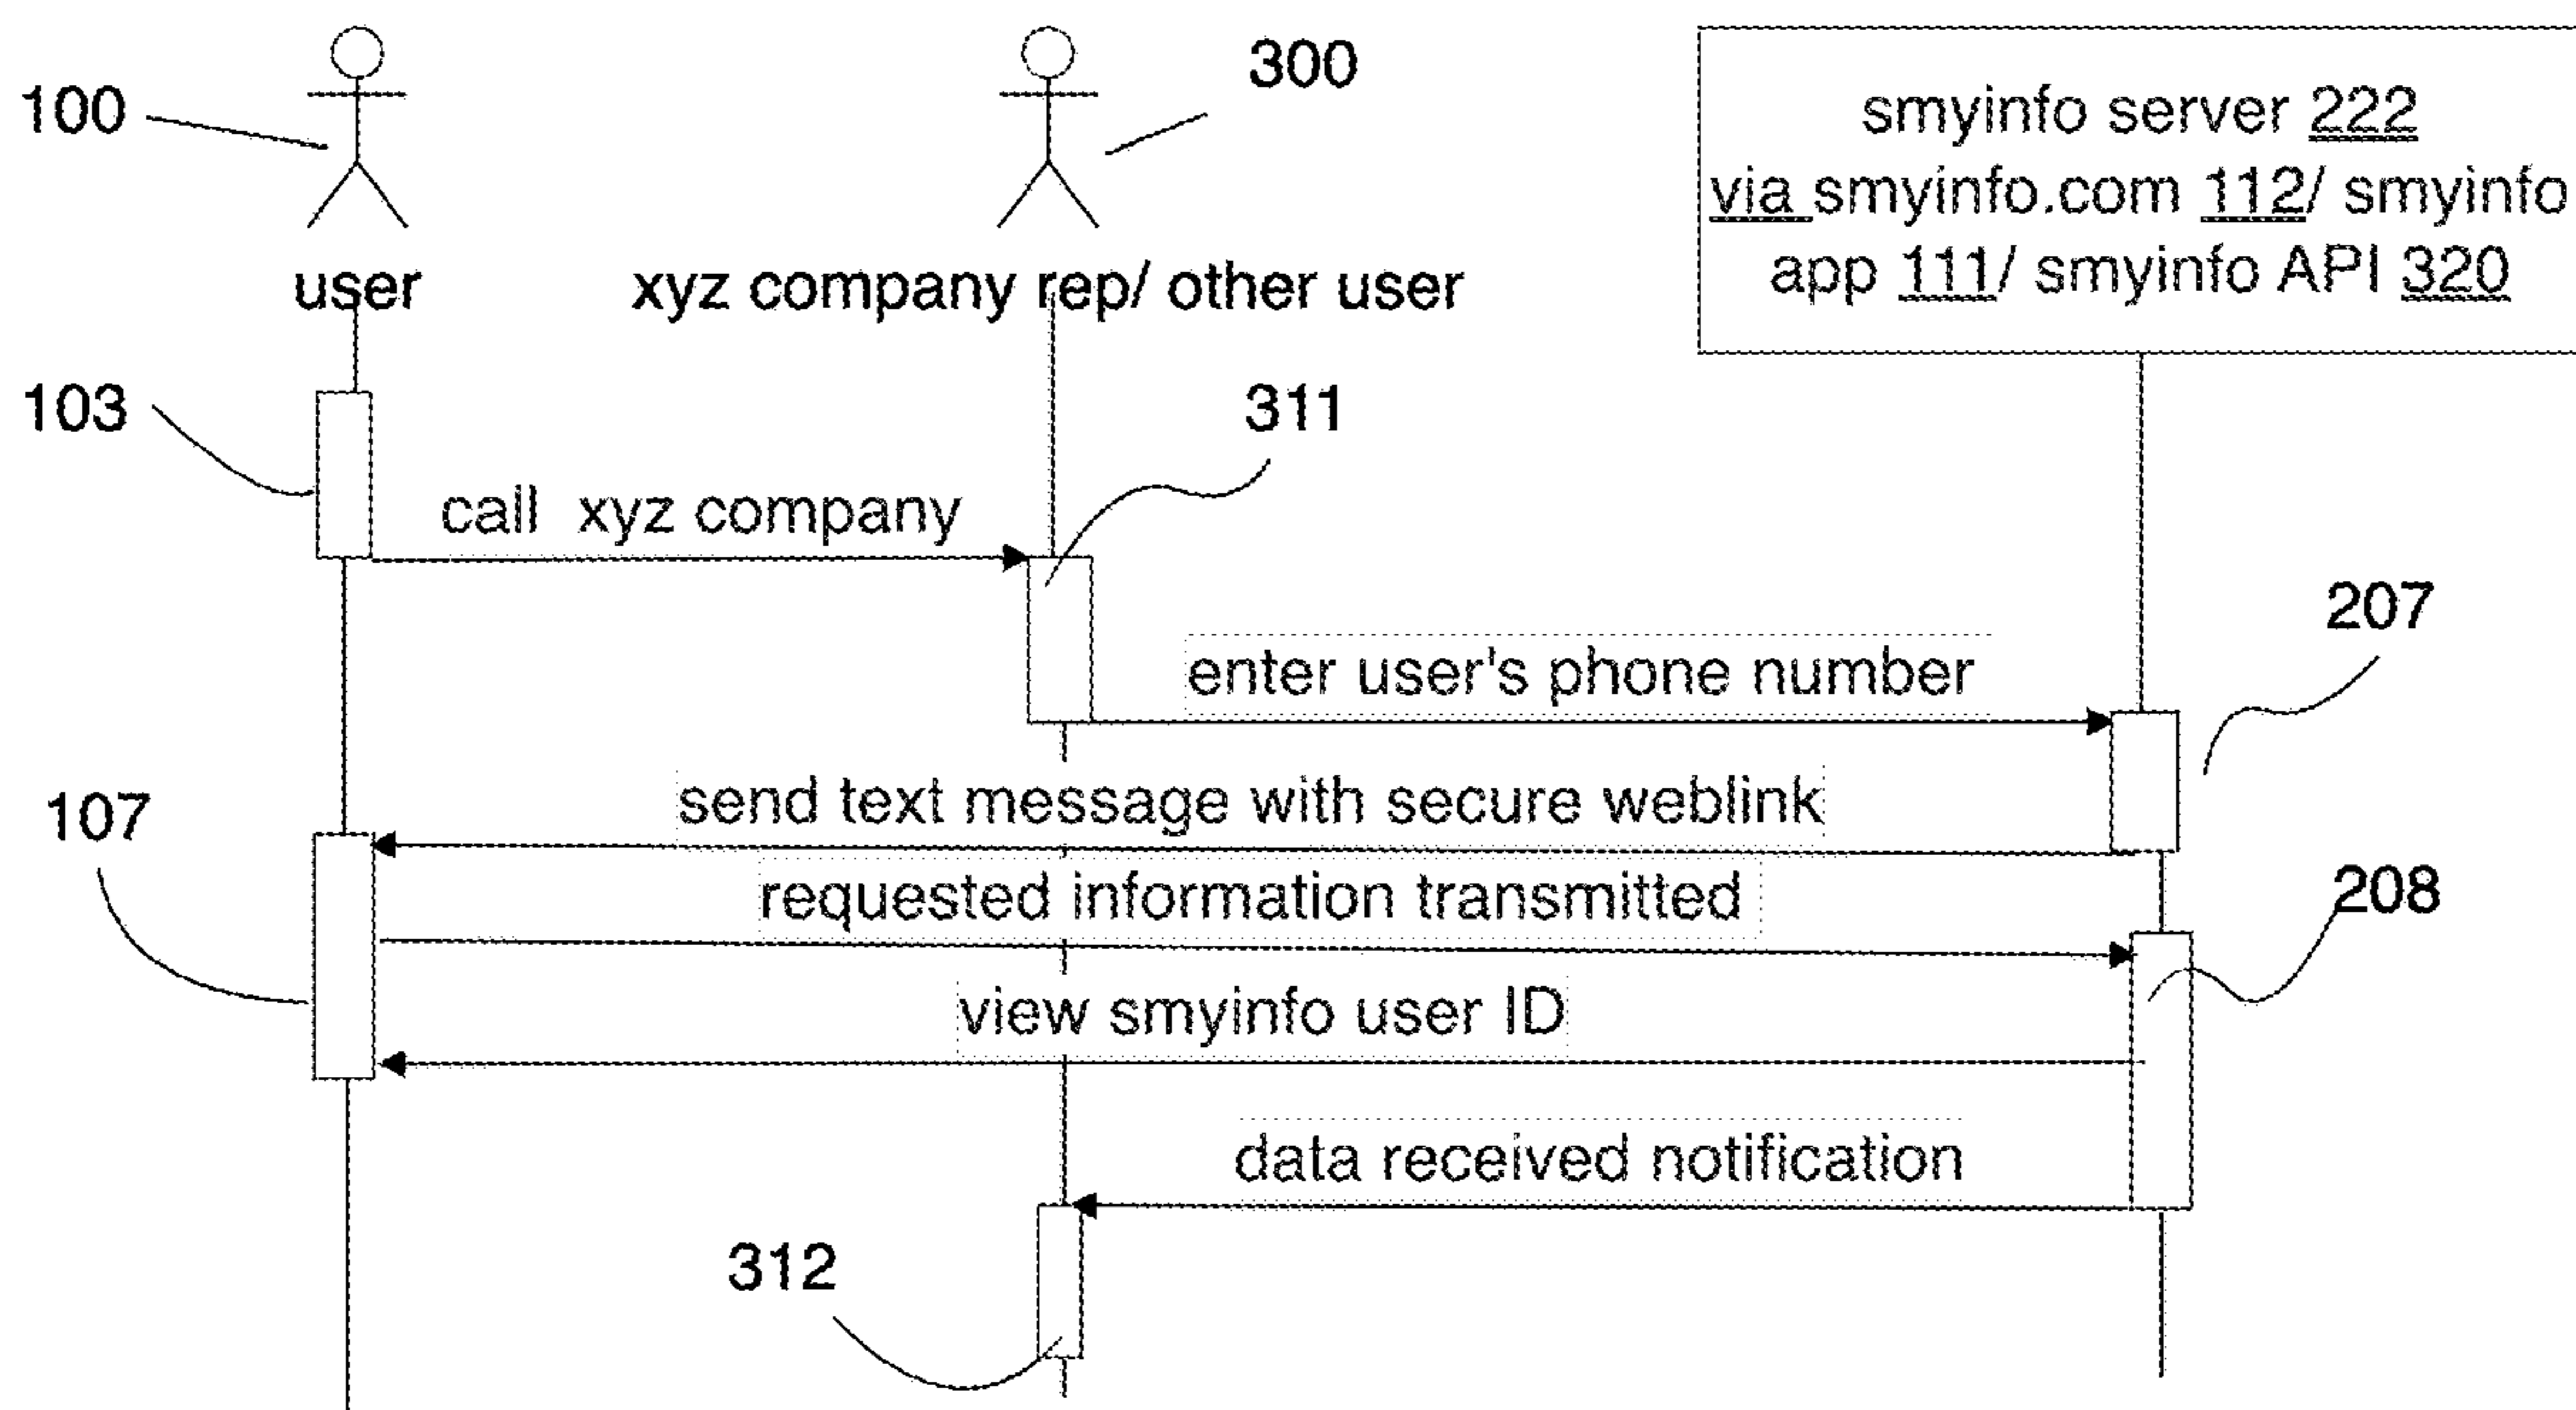 300
100
smyinfo server 222
via smyinfo.com 112/ smyinfo
app 111/ smyinfo API 320
user
xyz company rep/ other user
103
311
call xyz company
207
enter user's phone number
107
send text message with secure weblink
requested information transmitted
208
view smyinfo user ID
data received notification
312